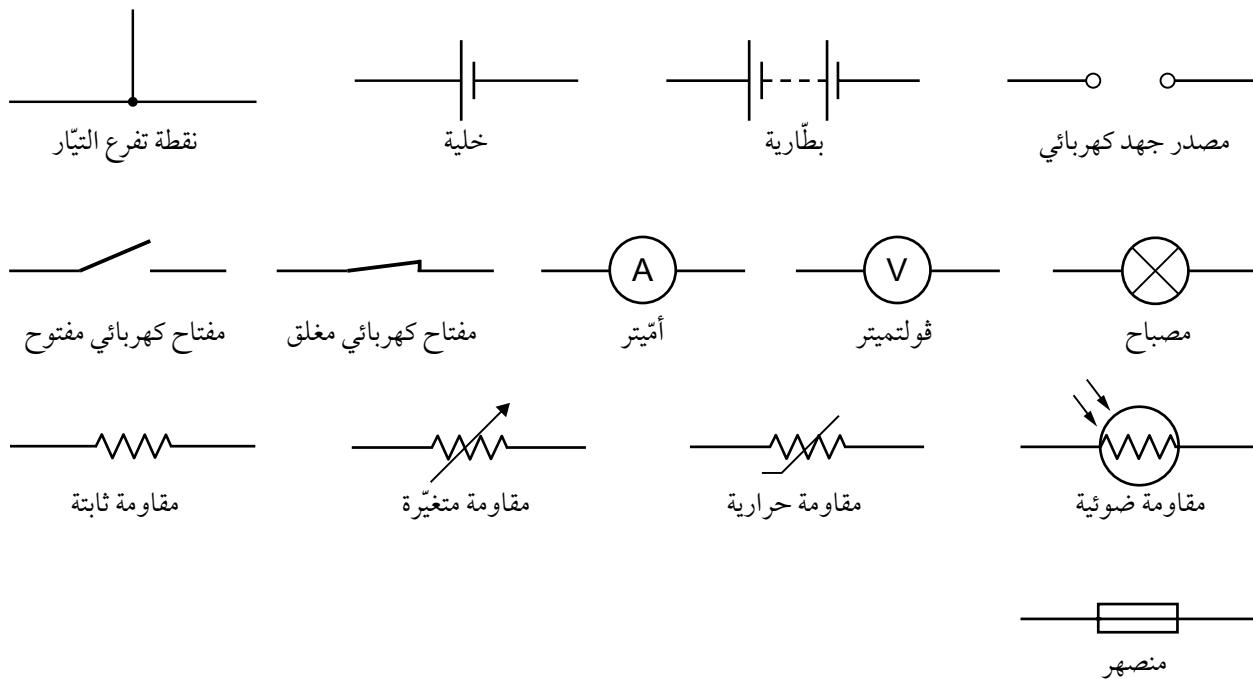 مصدر جهد كهربائي
بطّارية
خلية
نقطة تفرع التيّار
مصباح
V
ڤولتميتر
A
أمّيتر
مفتاح كهربائي مغلق
مفتاح كهربائي مفتوح
مقاومة ضوئية
مقاومة حرارية
مقاومة متغيّرة
مقاومة ثابتة
منصهر